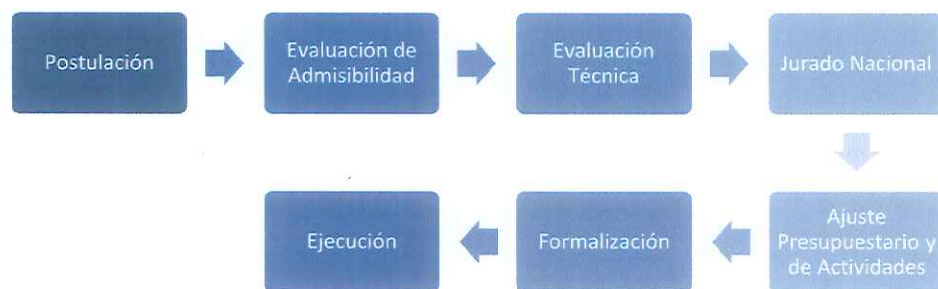 Postulación
Evaluación de
Admisibilidad
Evaluación
Técnica
Jurado Nacional
Ajuste
Presupuestario y
de Actividades
Formalización
Ejecución